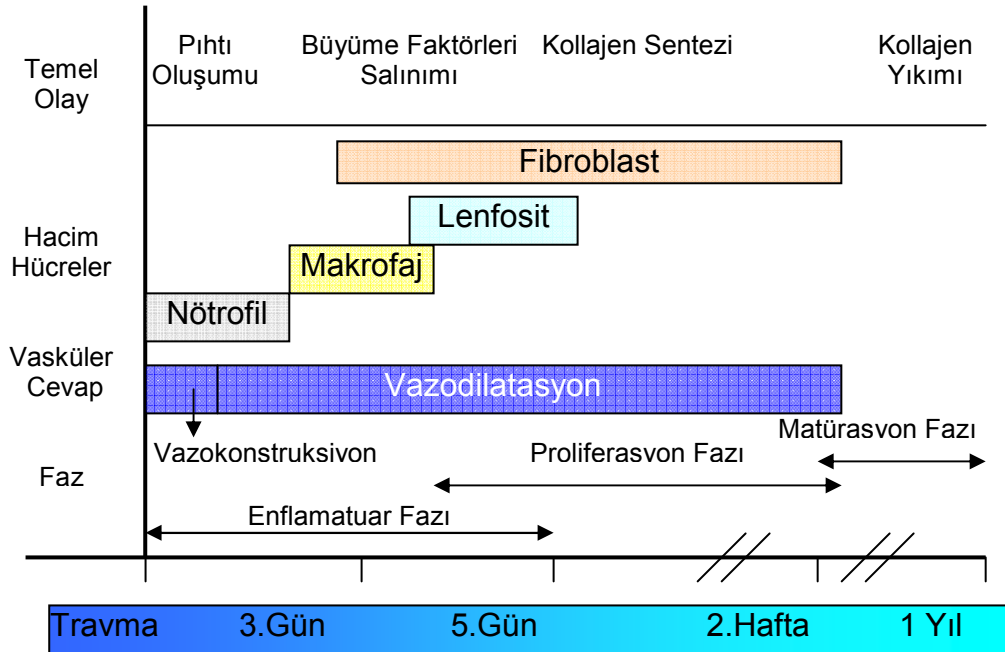 Temel
Olay
Pıhtı
Oluşumu
Büyüme Faktörleri
Salınımı
Kollajen Sentezi
Kollajen
Yıkımı
Fibroblast
Hacim
Hücreler
Lenfosit
Makrofaj
Nötrofil
Vasküler
Cevap
Vazodilatasyon
Vazokonstruksivon
Faz
Proliferasvon Fazı
Matürasvon Fazı
Enflamatuar Fazı
Travma 3.Gün 5.Gün 2.Hafta 1 Yıl